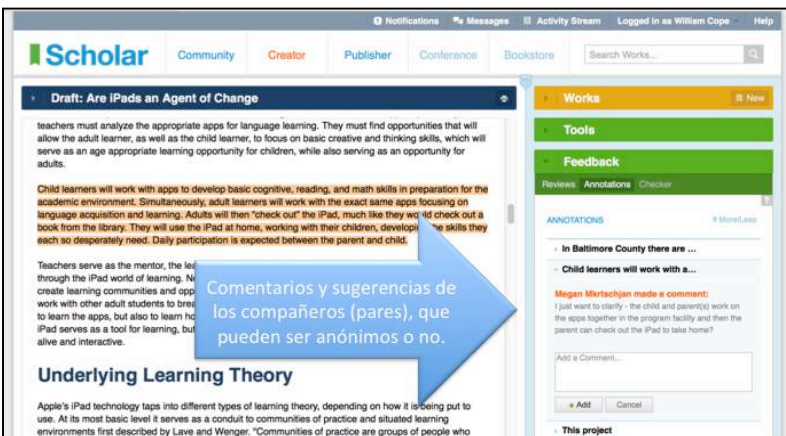 Notifications Messages Activity Stream Logged in as William Cope Help
Scholar Community Creator Publisher Conference Bookstore Search Works...
Draft: Are iPads an Agent of Change
teachers must analyze the appropriate apps for language learning. They must find opportunities that will
allow the adult learner, as well as the child learner, to focus on basic creative and thinking skills, which will
serve as an age appropriate learning opportunity for children, while also serving as an opportunity for
adults.
Child learners will work with apps to develop basic cognitive, reading, and math skills in preparation for the
academic environment. Simultaneously, adult learners will work with the exact same apps focusing on
language acquisition and learning. Adults will then "check out" the iPad, much like they would check out a
book from the library. They will use the iPad at home, working with their children, developing the skills they
each so desperately need. Daily participation is expected between the parent and child.
Teachers serve as the mentor, the
through the iPad world of learning.
create learning communities and
work with other adult students to
to learn the apps, but also to learn
iPad serves as a tool for learning,
alive and interactive.
Comentarios y sugerencias de
los compañeros (pares), que
pueden ser anónimos o no.
Underlying Learning Theory
Apple's iPad technology taps into different types of learning theory, depending on how it is being put to
use. At its most basic level it serves as a conduit to communities of practice and situated learning
environments first described by Lave and Wenger. "Communities of practice are groups of people who
Works New
Tools
Feedback
Reviews Annotations Checker
?
ANNOTATIONS More/Less
In Baltimore County there are ...
Child learners will work with a...
Megan Mkrtschjan made a comment:
I just want to clarify - the child and parent(s) work on
the apps together in the program facility and then the
parent can check out the iPad to take home?
Add a Comment...
+ Add Cancel
This project